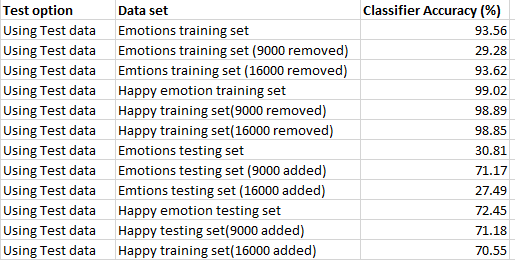 Test option Data set Classifier Accuracy (%)
Using Test data Emotions training set 93.56
Using Test data Emotions training set (9000 removed) 29.28
Using Test data Emtions training set (16000 removed) 93.62
Using Test data Happy emotion training set 99.02
Using Test data Happy training set(9000 removed) 98.89
Using Test data Happy training set(16000 removed) 98.85
Using Test data Emotions testing set 30.81
Using Test data Emotions testing set (9000 added) 71.17
Using Test data Emtions testing set (16000 added) 27.49
Using Test data Happy emotion testing set 72.45
Using Test data Happy testing set(9000 added) 71.18
Using Test data Happy training set(16000 added) 70.55